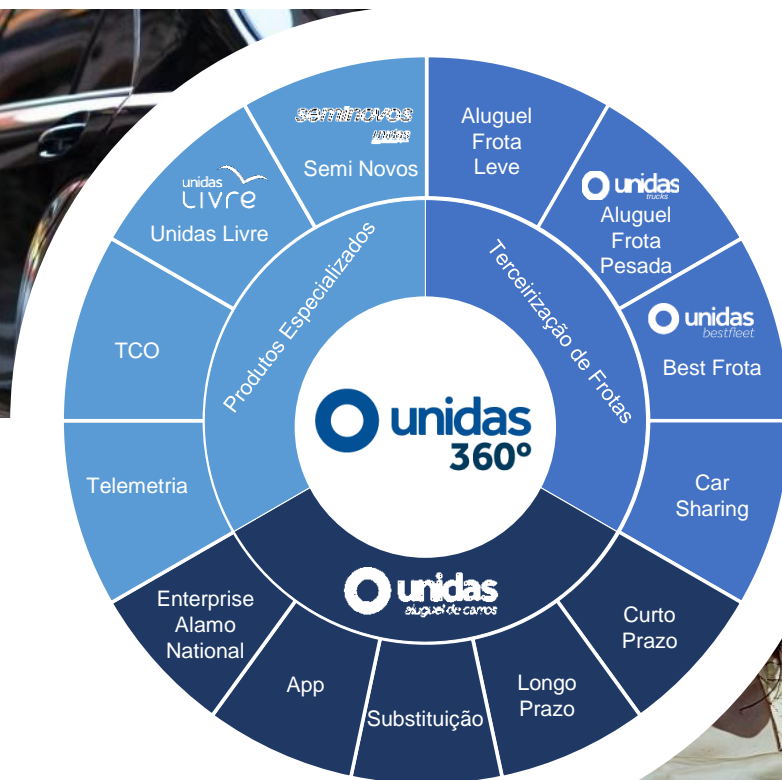 seminovos
unidas
Semi Novos
Aluguel
Frota
Leve
unidas
LIVRE
Unidas Livre
unidas
trucks
Aluguel
Frota
Pesada
Produtos Especializados
Terceirização de Frotas
unidas
bestfleet
Best Frota
TCO
unidas
360º
Telemetria
Car
Sharing
unidas
aluguel de carros
Enterprise
Alamo
National
App
Substituição
Longo
Prazo
Curto
Prazo